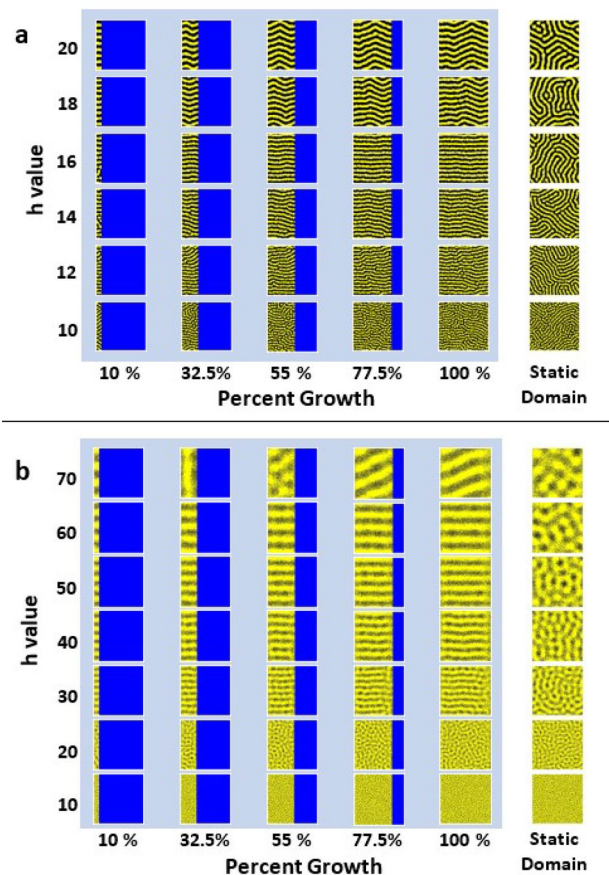 a
h value
20
18
16
14
12
10
10 % 32.5% 55 % 77.5% 100 % Static Domain
Percent Growth
b
h value
70
60
50
40
30
20
10
10 % 32.5% 55 % 77.5% 100 % Static Domain
Percent Growth